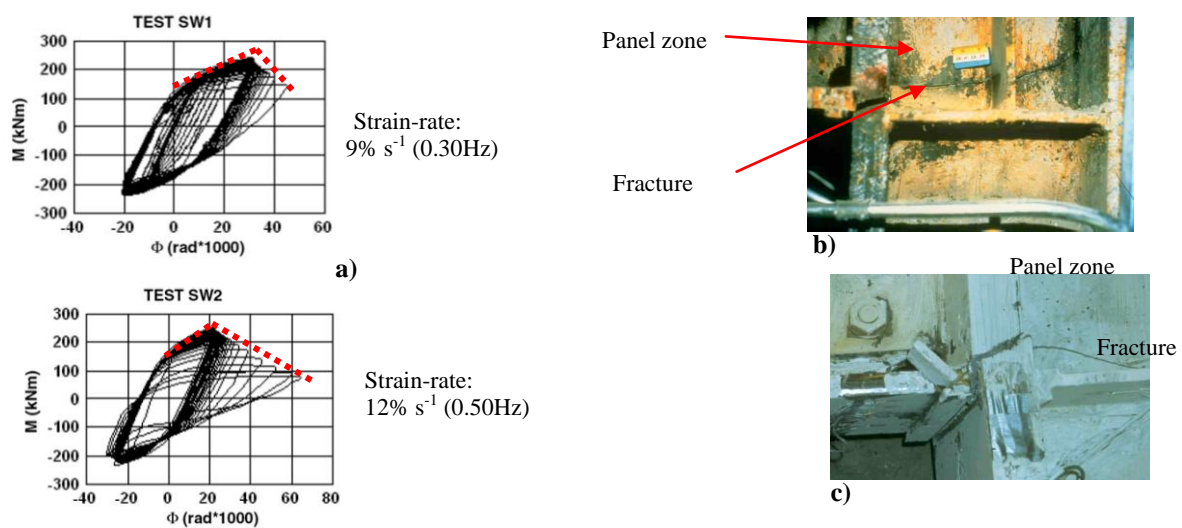 TEST SW1
300
200
100
0
-100
-200
-300
M (kNm)
-40 -20 0 20 40 60
Φ (rad*1000)
Strain-rate:
9% s⁻¹ (0.30Hz)
a)
TEST SW2
300
200
100
0
-100
-200
-300
M (kNm)
-40 -20 0 20 40 60 80
Φ (rad*1000)
Strain-rate:
12% s⁻¹ (0.50Hz)
Panel zone
Fracture
b)
Panel zone
Fracture
c)